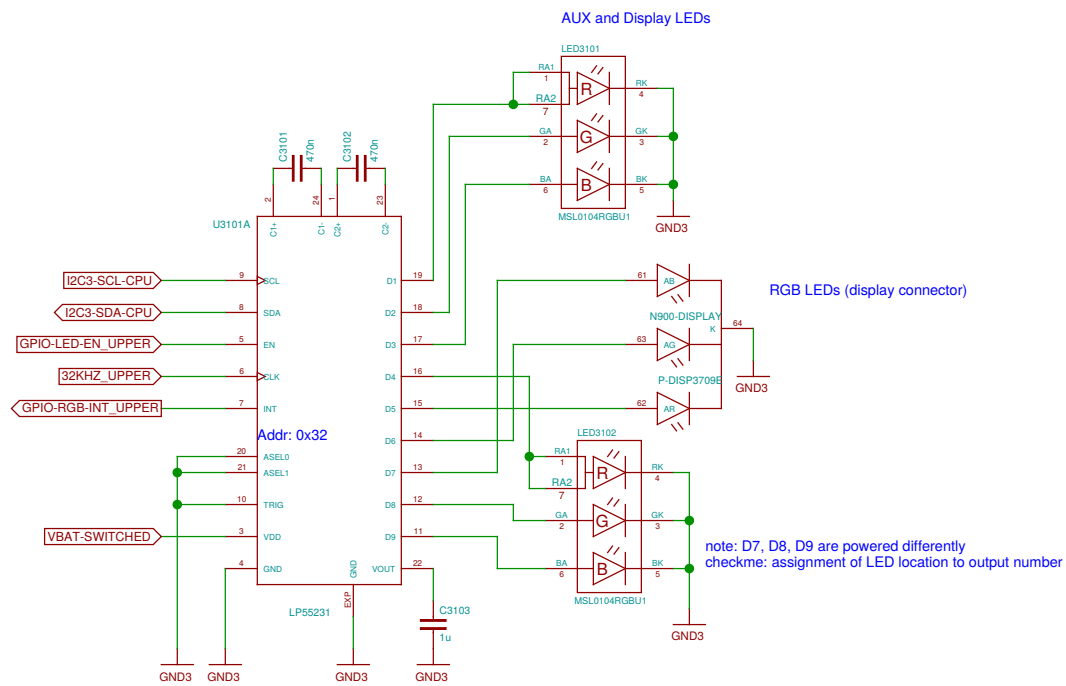 AUX and Display LEDs
LED3101
RA1
1
RA2
7
R
RK
4
GA
2
G
GK
3
BA
6
B
BK
5
MSL0104RGBU1
GND3
C3101
470n
C3102
470n
2
24
1
23
U3101A
C1+
C1-
C2+
C2-
I2C3-SCL-CPU
9
SCL
D1
19
I2C3-SDA-CPU
8
SDA
D2
18
GPIO-LED-EN_UPPER
5
EN
D3
17
32KHZ_UPPER
6
CLK
D4
16
GPIO-RGB-INT_UPPER
7
INT
D5
15
Addr: 0x32
D6
14
20
ASEL0
21
ASEL1
D7
13
10
TRIG
D8
12
VBAT-SWITCHED
3
VDD
D9
11
4
GND
GND
VOUT
22
EXP
LP55231
C3103
1u
GND3
GND3
GND3
GND3
61
AB
RGB LEDs (display connector)
N900-DISPLAY
K
64
63
AG
P-DISP3709E
GND3
62
AR
LED3102
RA1
1
RA2
7
R
RK
4
GA
2
G
GK
3
BA
6
B
BK
5
MSL0104RGBU1
GND3
note: D7, D8, D9 are powered differently
checkme: assignment of LED location to output number